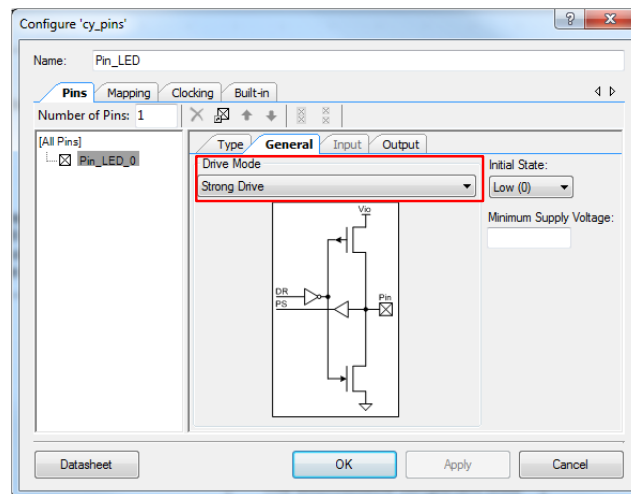 Configure 'cy_pins'
Name: Pin_LED
Pins Mapping Clocking Built-in
Number of Pins: 1
[All Pins]
Pin_LED_0
Type General Input Output
Drive Mode
Strong Drive
Initial State:
Low (0)
Minimum Supply Voltage:
Vio
DR
PS
Pin
Datasheet OK Apply Cancel